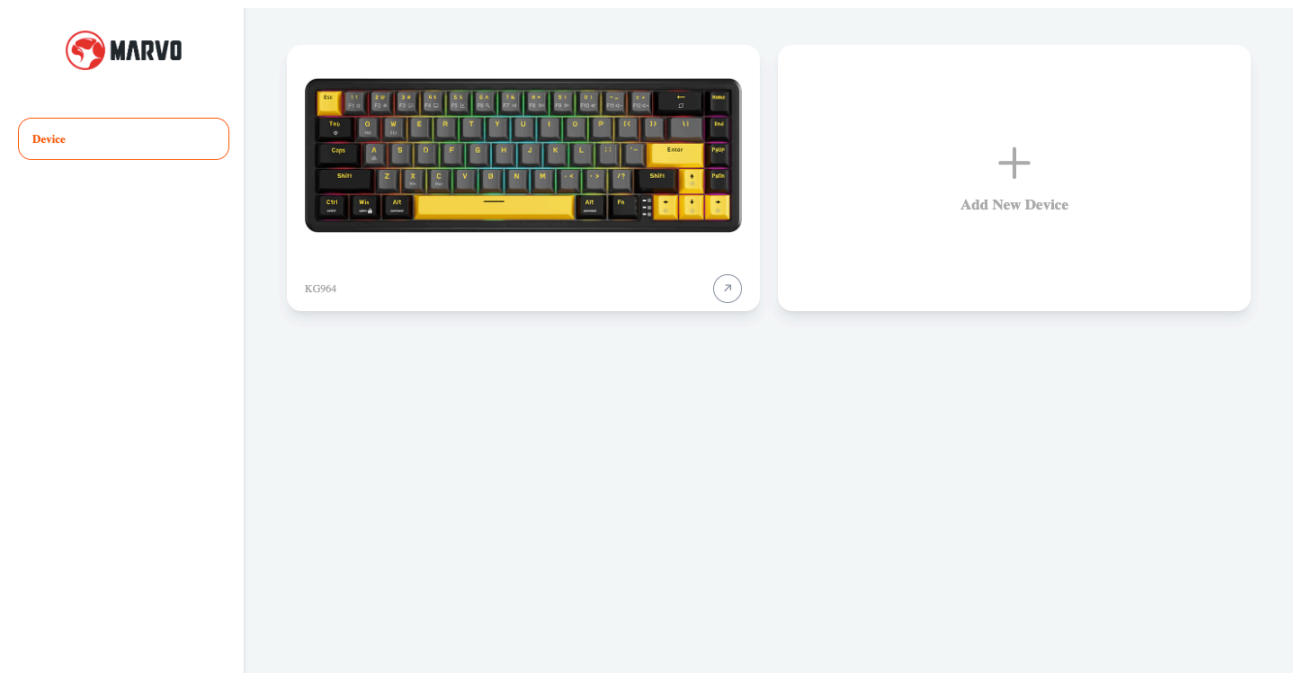 MARVO
Device
Esc
Home
Tab Q W E R T Y U I O P End
Caps A S D F G H J K L Enter PgUp
Shift Z X C V B N M Shift PgDn
Ctrl Win Alt Alt Fn
KG964
Add New Device